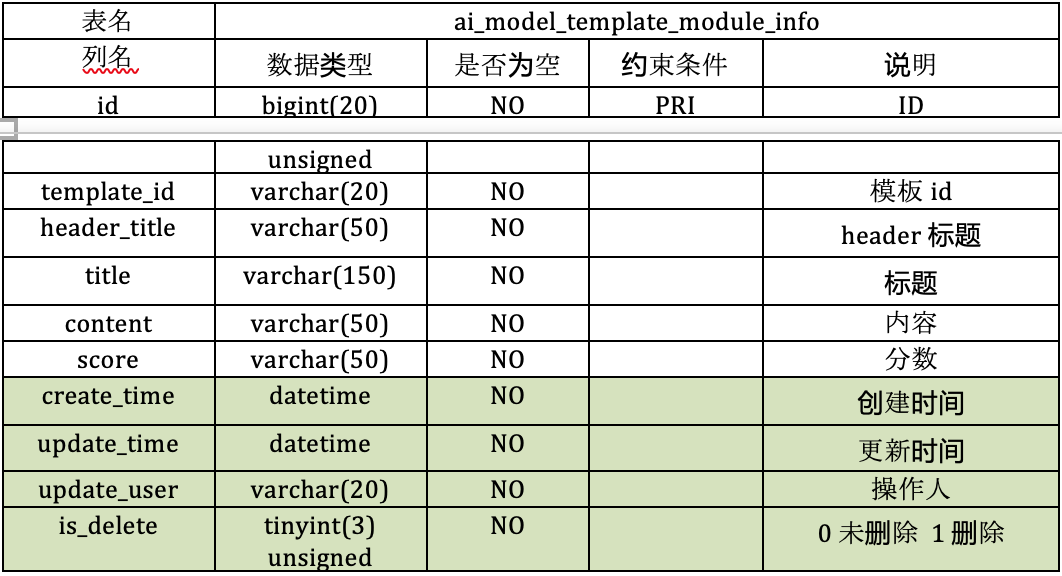 表名 ai_model_template_module_info
列名 数据类型 是否为空 约束条件 说明
id bigint(20) NO PRI ID
unsigned
template_id varchar(20) NO 模板 id
header_title varchar(50) NO header 标题
title varchar(150) NO 标题
content varchar(50) NO 内容
score varchar(50) NO 分数
create_time datetime NO 创建时间
update_time datetime NO 更新时间
update_user varchar(20) NO 操作人
is_delete tinyint(3) NO 0 未删除 1 删除
unsigned